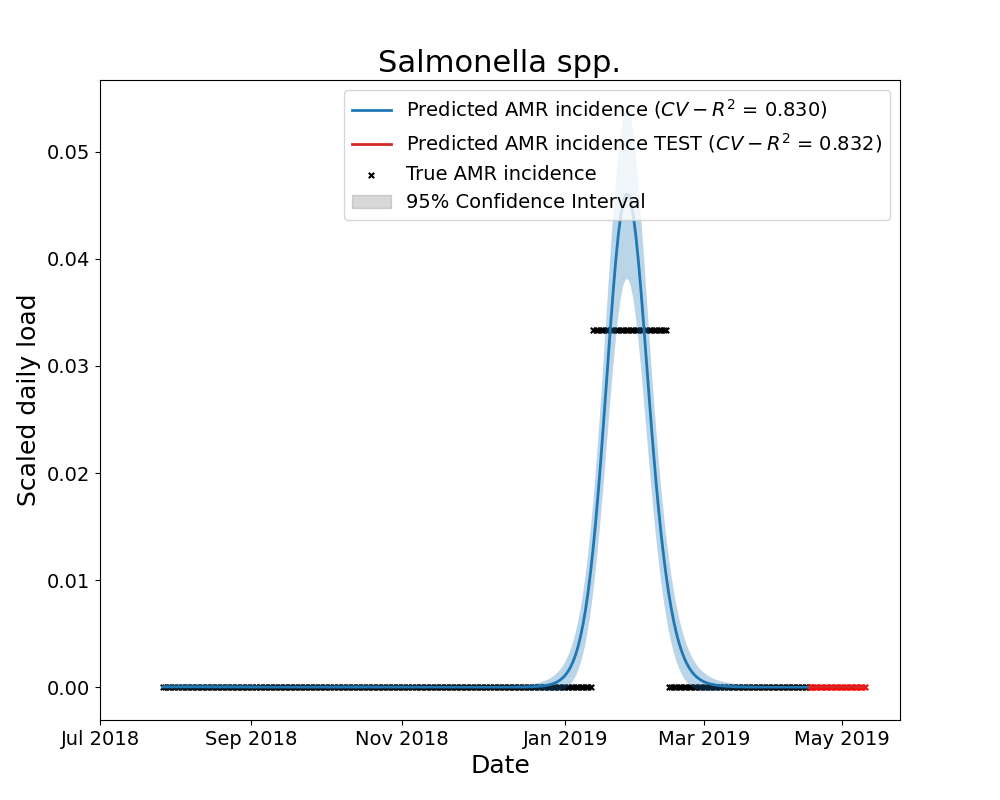 Salmonella spp.
Predicted AMR incidence (CV − R² = 0.830)
Predicted AMR incidence TEST (CV − R² = 0.832)
True AMR incidence
95% Confidence Interval
Scaled daily load
0.05
0.04
0.03
0.02
0.01
0.00
Jul 2018 Sep 2018 Nov 2018 Jan 2019 Mar 2019 May 2019
Date